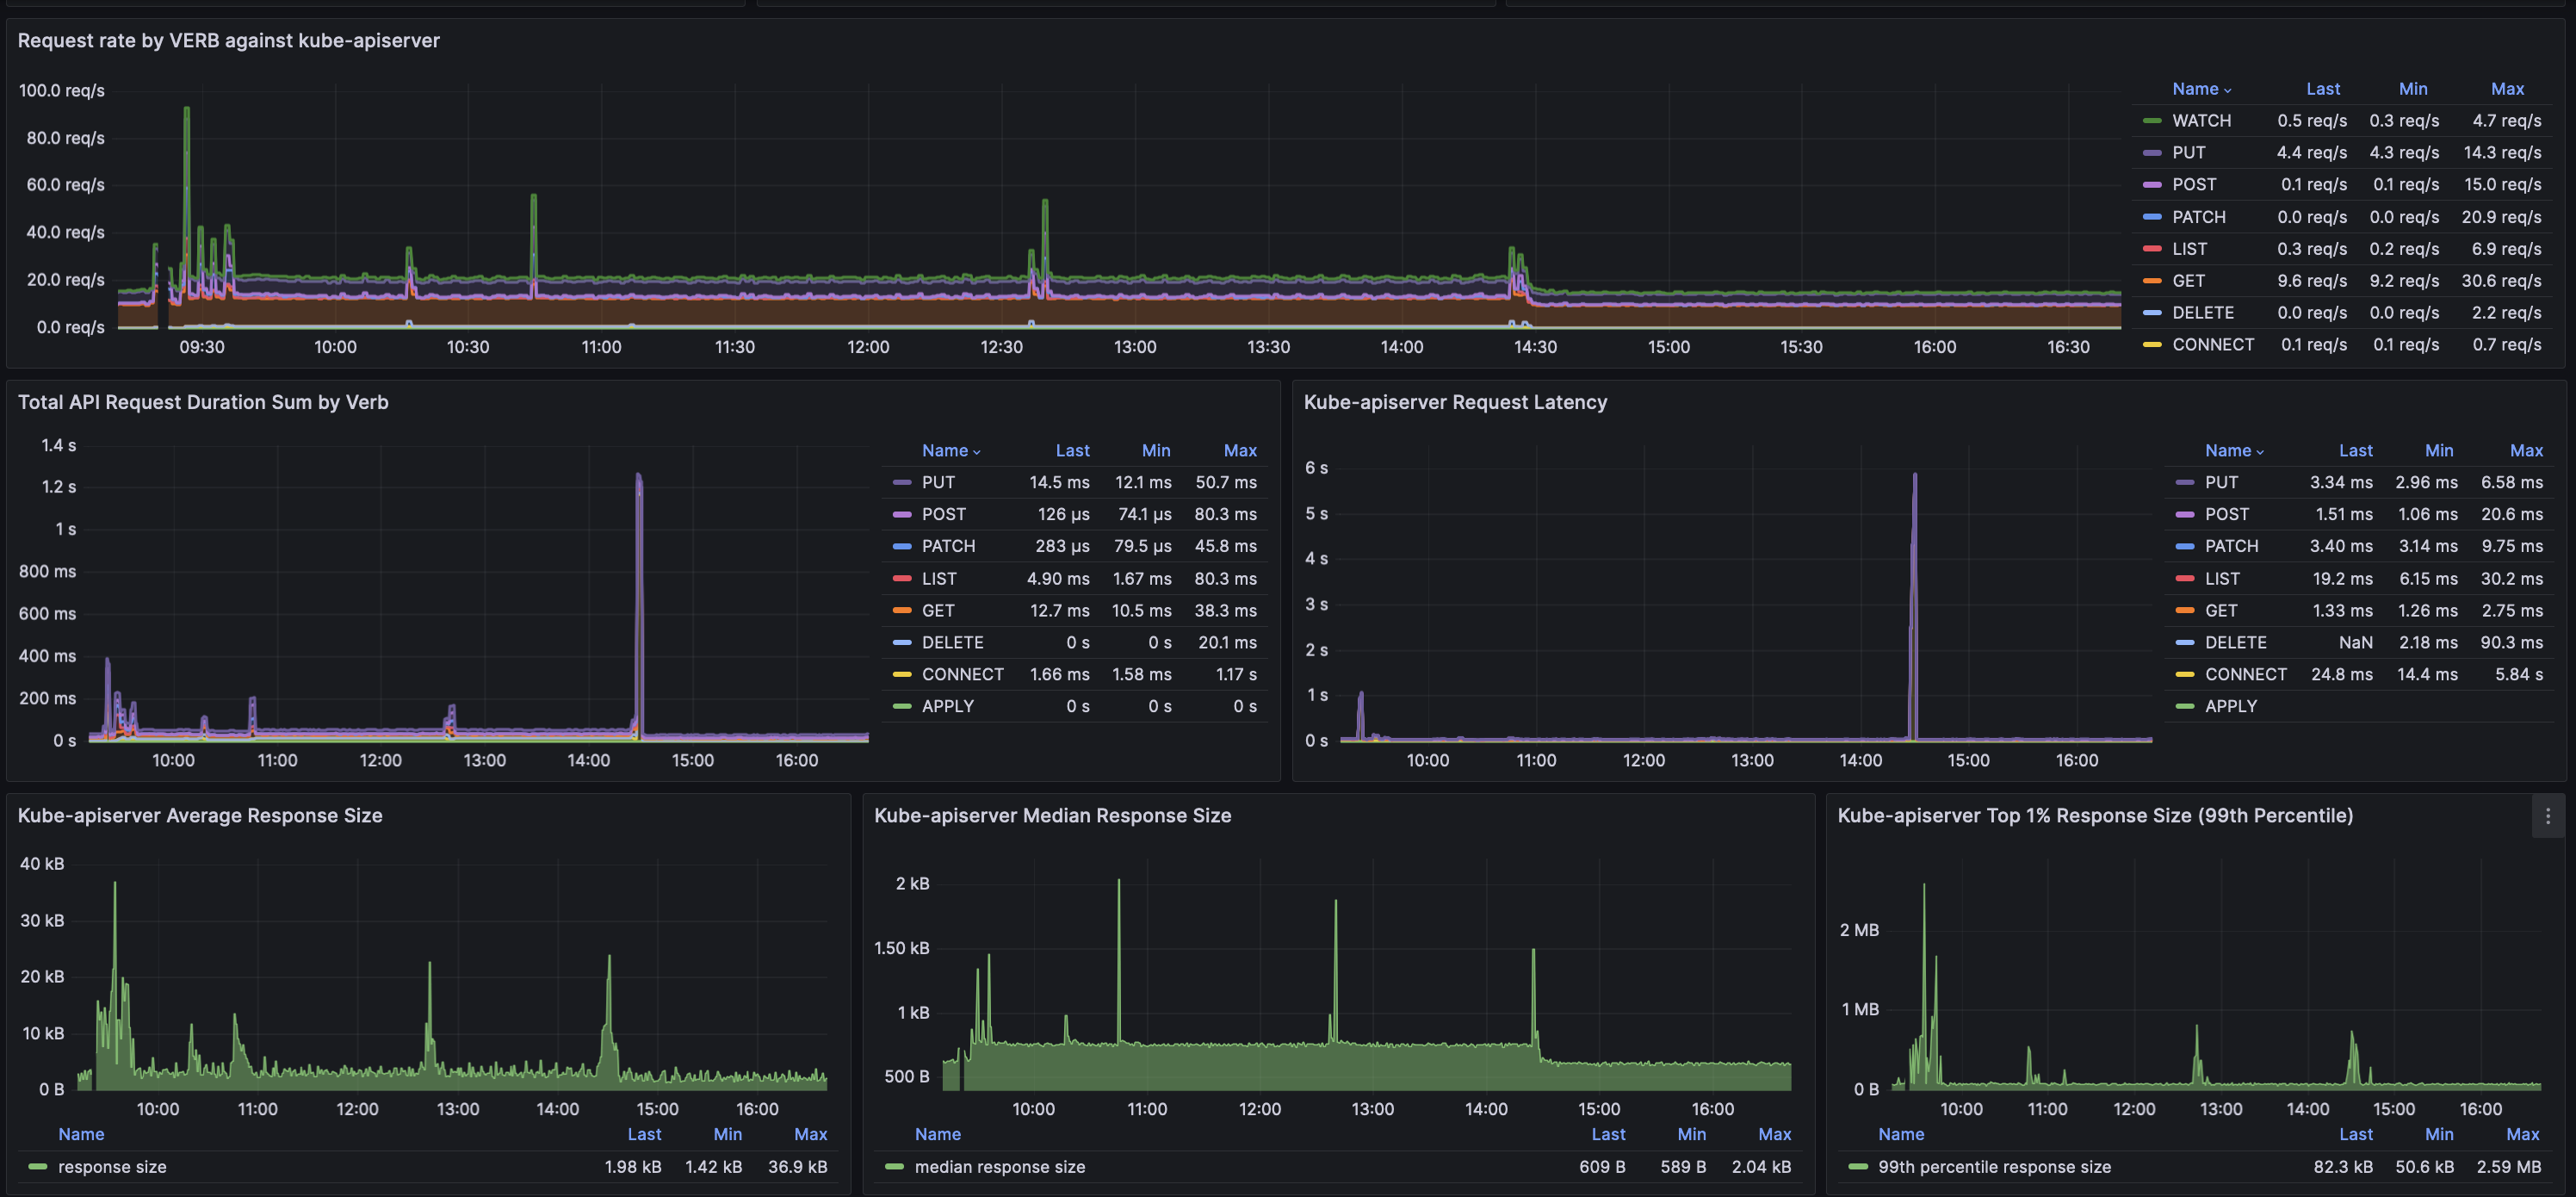 Request rate by VERB against kube-apiserver
100.0 req/s
80.0 req/s
60.0 req/s
40.0 req/s
20.0 req/s
0.0 req/s
09:30 10:00 10:30 11:00 11:30 12:00 12:30 13:00 13:30 14:00 14:30 15:00 15:30 16:00 16:30
Name Last Min Max
WATCH 0.5 req/s 0.3 req/s 4.7 req/s
PUT 4.4 req/s 4.3 req/s 14.3 req/s
POST 0.1 req/s 0.1 req/s 15.0 req/s
PATCH 0.0 req/s 0.0 req/s 20.9 req/s
LIST 0.3 req/s 0.2 req/s 6.9 req/s
GET 9.6 req/s 9.2 req/s 30.6 req/s
DELETE 0.0 req/s 0.0 req/s 2.2 req/s
CONNECT 0.1 req/s 0.1 req/s 0.7 req/s
Total API Request Duration Sum by Verb
1.4 s
1.2 s
1 s
800 ms
600 ms
400 ms
200 ms
0 s
10:00 11:00 12:00 13:00 14:00 15:00 16:00
Name Last Min Max
PUT 14.5 ms 12.1 ms 50.7 ms
POST 126 µs 74.1 µs 80.3 ms
PATCH 283 µs 79.5 µs 45.8 ms
LIST 4.90 ms 1.67 ms 80.3 ms
GET 12.7 ms 10.5 ms 38.3 ms
DELETE 0 s 0 s 20.1 ms
CONNECT 1.66 ms 1.58 ms 1.17 s
APPLY 0 s 0 s 0 s
Kube-apiserver Request Latency
6 s
5 s
4 s
3 s
2 s
1 s
0 s
10:00 11:00 12:00 13:00 14:00 15:00 16:00
Name Last Min Max
PUT 3.34 ms 2.96 ms 6.58 ms
POST 1.51 ms 1.06 ms 20.6 ms
PATCH 3.40 ms 3.14 ms 9.75 ms
LIST 19.2 ms 6.15 ms 30.2 ms
GET 1.33 ms 1.26 ms 2.75 ms
DELETE NaN 2.18 ms 90.3 ms
CONNECT 24.8 ms 14.4 ms 5.84 s
APPLY
Kube-apiserver Average Response Size
40 kB
30 kB
20 kB
10 kB
0 B
10:00 11:00 12:00 13:00 14:00 15:00 16:00
Name Last Min Max
response size 1.98 kB 1.42 kB 36.9 kB
Kube-apiserver Median Response Size
2 kB
1.50 kB
1 kB
500 B
10:00 11:00 12:00 13:00 14:00 15:00 16:00
Name Last Min Max
median response size 609 B 589 B 2.04 kB
Kube-apiserver Top 1% Response Size (99th Percentile)
2 MB
1 MB
0 B
10:00 11:00 12:00 13:00 14:00 15:00 16:00
Name Last Min Max
99th percentile response size 82.3 kB 50.6 kB 2.59 MB